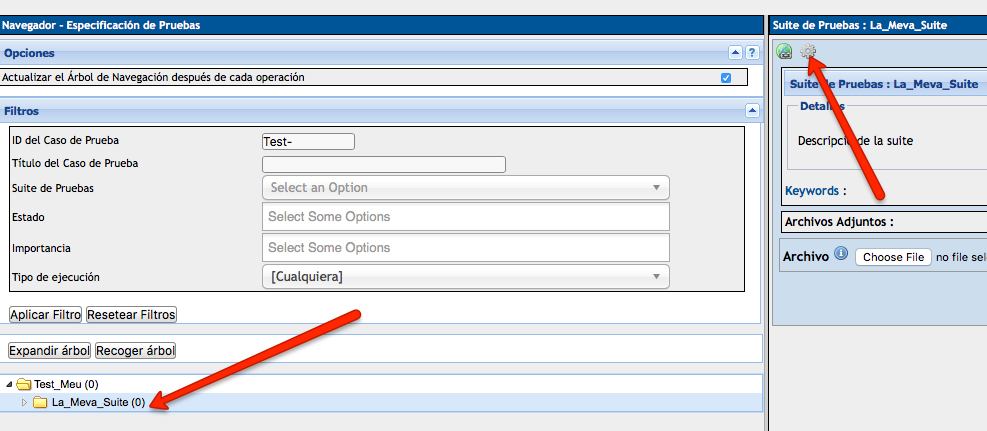 Navegador - Especificación de Pruebas
Opciones
?
Actualizar el Árbol de Navegación después de cada operación
Filtros
ID del Caso de Prueba
Test-
Título del Caso de Prueba
Suite de Pruebas
Select an Option
Estado
Select Some Options
Importancia
Select Some Options
Tipo de ejecución
[Cualquiera]
Aplicar Filtro Resetear Filtros
Expandir árbol Recoger árbol
Test_Meu (0)
La_Meva_Suite (0)
Suite de Pruebas : La_Meva_Suite
Suite de Pruebas : La_Meva_Suite
Detalles
Descripció de la suite
Keywords :
Archivos Adjuntos :
Archivo Choose File no file sel